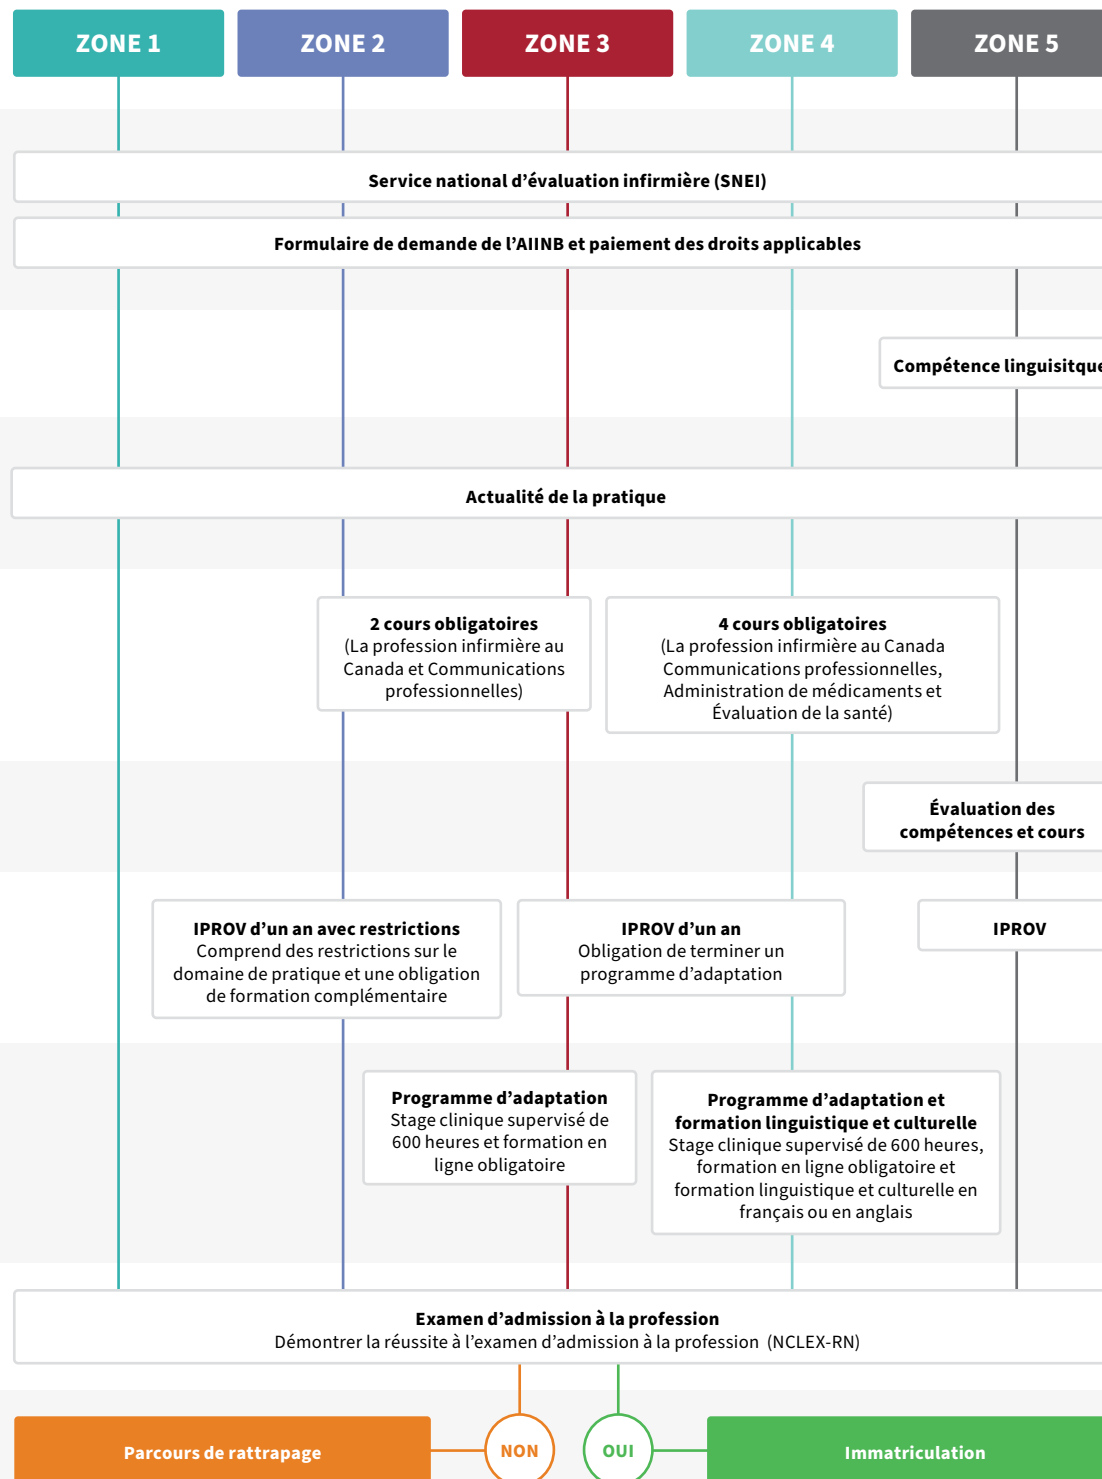 ZONE 1
ZONE 2
ZONE 3
ZONE 4
ZONE 5
Service national d’évaluation infirmière (SNEI)
Formulaire de demande de l’AIINB et paiement des droits applicables
Compétence linguisitque
Actualité de la pratique
2 cours obligatoires
(La profession infirmière au
Canada et Communications
professionnelles)
4 cours obligatoires
(La profession infirmière au Canada
Communications professionnelles,
Administration de médicaments et
Évaluation de la santé)
Évaluation des
compétences et cours
IPROV d’un an avec restrictions
Comprend des restrictions sur le
domaine de pratique et une obligation
de formation complémentaire
IPROV d’un an
Obligation de terminer un
programme d’adaptation
IPROV
Programme d’adaptation
Stage clinique supervisé de
600 heures et formation en
ligne obligatoire
Programme d’adaptation et
formation linguistique et culturelle
Stage clinique supervisé de 600 heures,
formation en ligne obligatoire et
formation linguistique et culturelle en
français ou en anglais
Examen d’admission à la profession
Démontrer la réussite à l’examen d’admission à la profession (NCLEX-RN)
Parcours de rattrapage
NON
OUI
Immatriculation